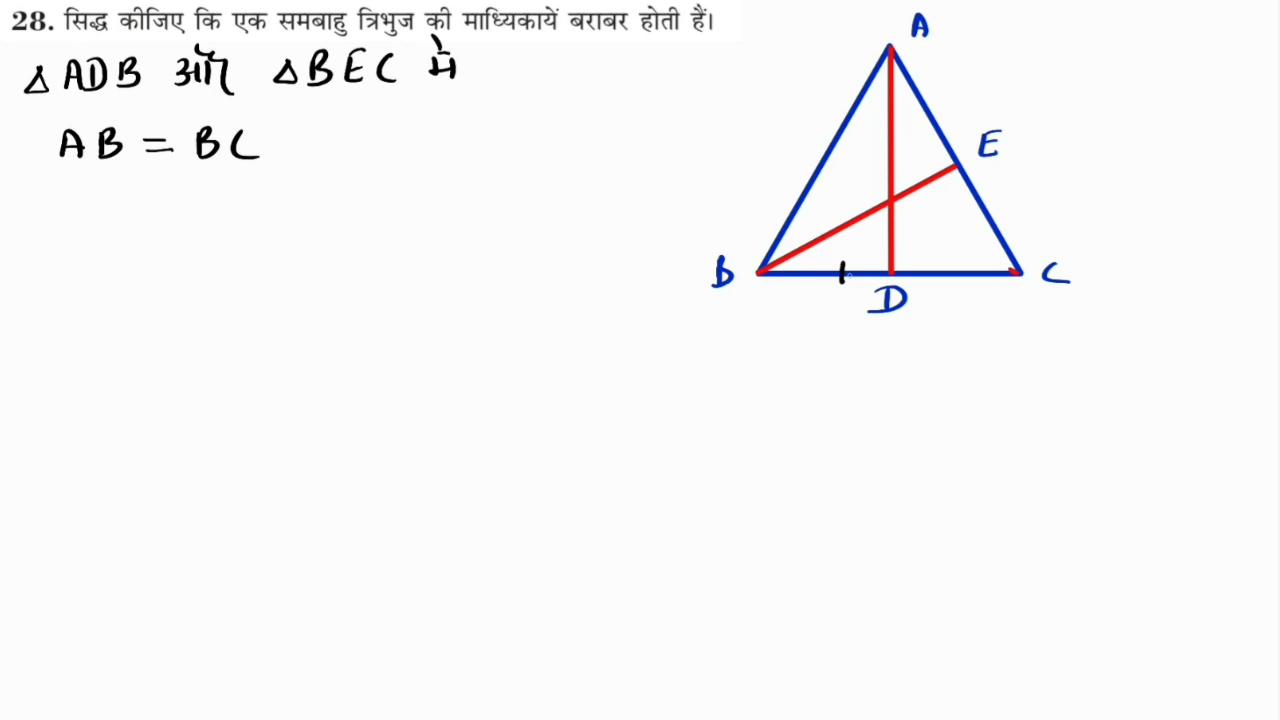 28. सिद्ध कीजिए कि एक समबाहु त्रिभुज की माध्यिकायें बराबर होती हैं।
△ ADB और △ BEC में
AB = BC
A
E
B
C
D